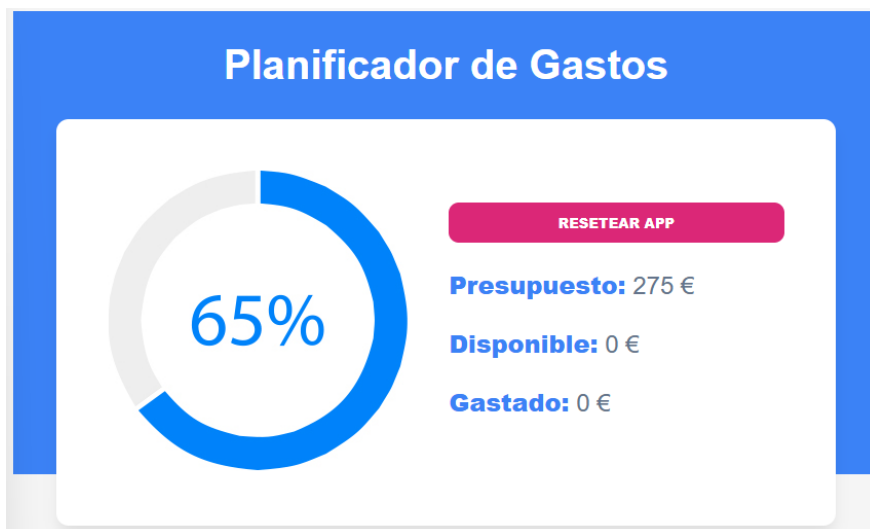 Planificador de Gastos
65%
RESETEAR APP
Presupuesto: 275 €
Disponible: 0 €
Gastado: 0 €